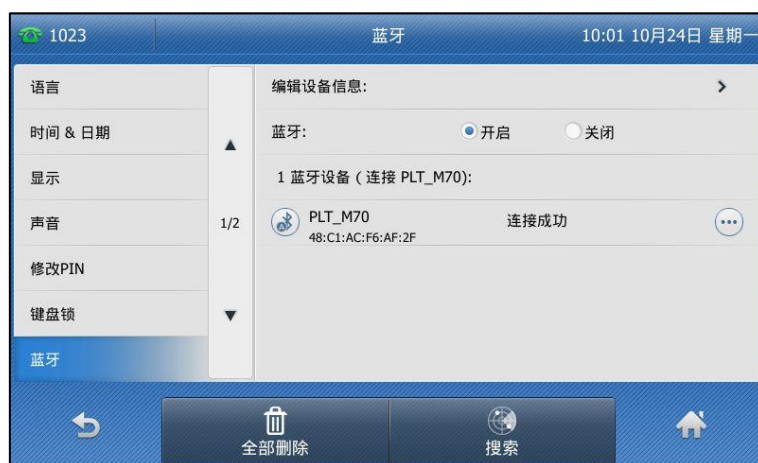 1023 蓝牙 10:01 10月24日 星期一
语言
时间 & 日期
显示
声音
修改PIN
键盘锁
蓝牙
1/2
编辑设备信息:
蓝牙: 开启 关闭
1 蓝牙设备 ( 连接 PLT_M70):
PLT_M70 连接成功
48:C1:AC:F6:AF:2F
全部删除 搜索